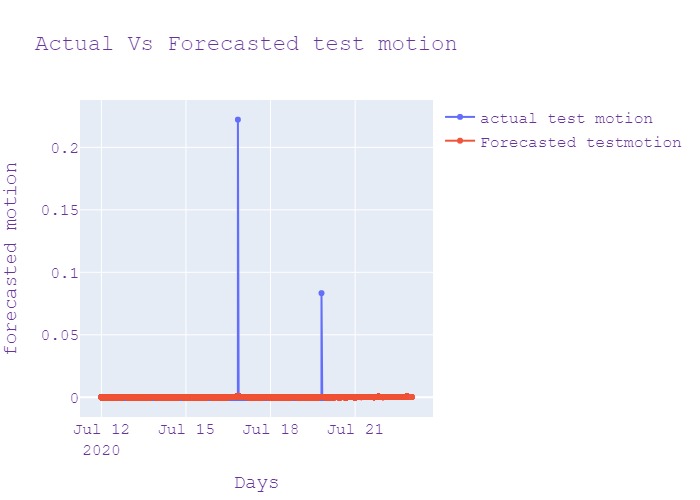 Actual Vs Forecasted test motion
actual test motion
Forecasted testmotion
forecasted motion
0.2
0.15
0.1
0.05
0
Jul 12
2020
Jul 15
Jul 18
Jul 21
Days